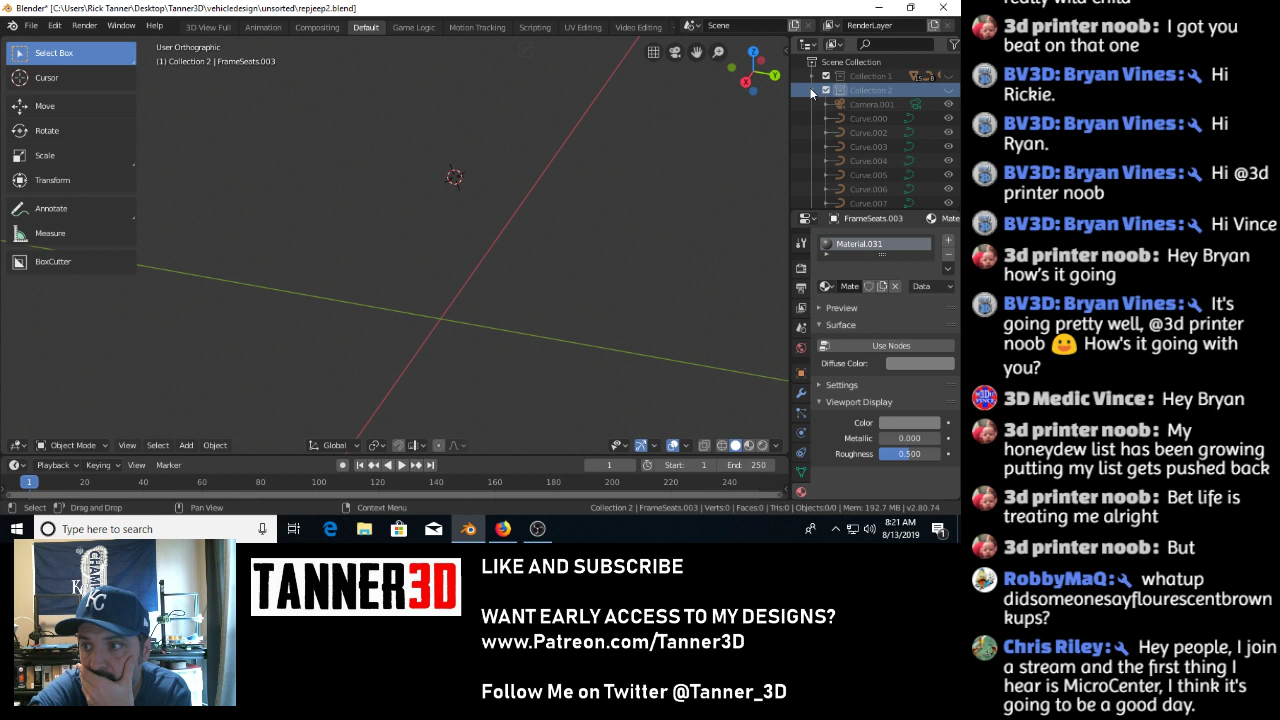 Blender* [C:\Users\Rick Tanner\Desktop\Tanner3D\vehicledesign\unsorted\repjeep2.blend]
File Edit Render Window Help
3D View Full Animation Compositing Default Game Logic Motion Tracking Scripting UV Editing Video Editing
Scene
RenderLayer
Select Box
Cursor
Move
Rotate
Scale
Transform
Annotate
Measure
BoxCutter
User Orthographic
(1) Collection 2 | FrameSeats.003
Z
Y
X
Scene Collection
Collection 1
15
8
Collection 2
Camera.001
Curve.000
Curve.002
Curve.003
Curve.004
Curve.005
Curve.006
Curve.007
FrameSeats.003
Mate
Material.031
Mate
Data
Preview
Surface
Use Nodes
Diffuse Color:
Settings
Viewport Display
Color
Metallic 0.000
Roughness 0.500
Object Mode View Select Add Object
Global
Playback Keying View Marker
1 Start: 1 End: 250
1 20 40 60 80 100 120 140 160 180 200 220 240
Select Drag and Drop Pan View Context Menu
Collection 2 | FrameSeats.003 | Verts:0 | Faces:0 | Tris:0 | Objects:0/0 | Mem: 192.7 MB | v2.80.74
Type here to search
8:21 AM
8/13/2019
1
CHAMP
KC
TANNER3D
LIKE AND SUBSCRIBE
WANT EARLY ACCESS TO MY DESIGNS?
www.Patreon.com/Tanner3D
Follow Me on Twitter @Tanner_3D
really wild child
3d printer noob: I got you
beat on that one
BV3D: Bryan Vines: Hi
Rickie.
BV3D: Bryan Vines: Hi
Ryan.
BV3D: Bryan Vines: Hi @3d
printer noob
BV3D: Bryan Vines: Hi Vince
3d printer noob: Hey Bryan
how's it going
BV3D: Bryan Vines: It's
going pretty well, @3d printer
noob How's it going with
you?
3D Medic Vince: Hey Bryan
3d printer noob: My
honeydew list has been growing
putting my list gets pushed back
3d printer noob: Bet life is
treating me alright
3d printer noob: But
RobbyMaQ: whatup
didsomeonesayflourescentbrown
kups?
Chris Riley: Hey people, I join
a stream and the first thing I
hear is MicroCenter, I think it's
going to be a good day.